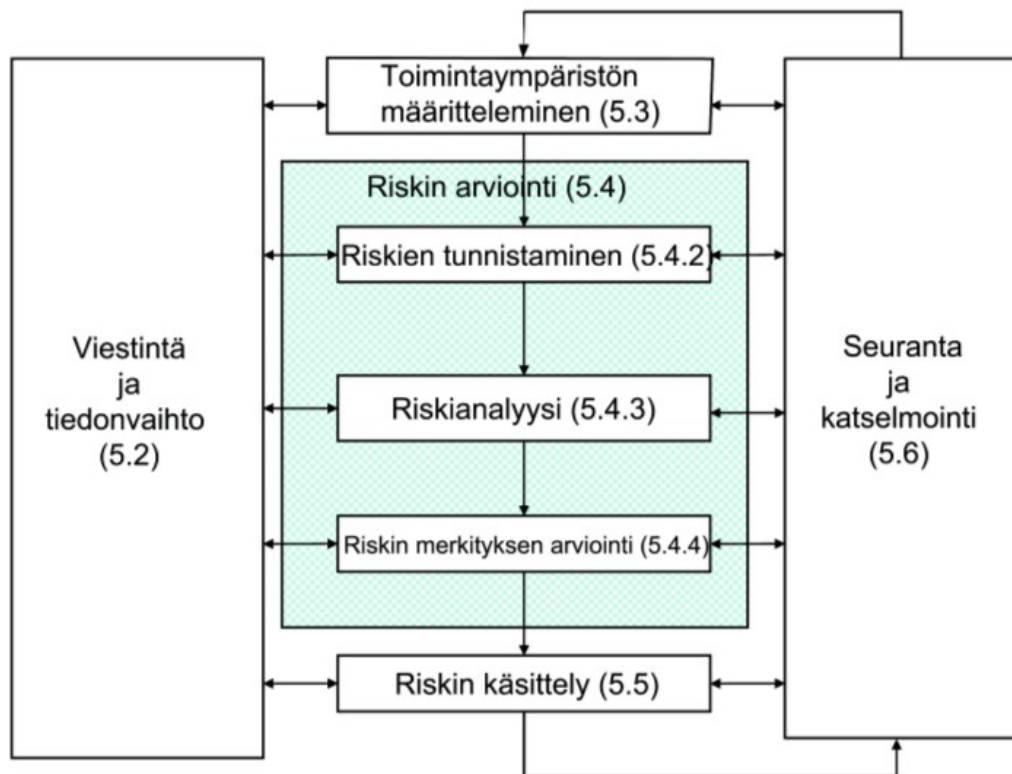 Toimintaympäristön
määritteleminen (5.3)
Riskin arviointi (5.4)
Riskien tunnistaminen (5.4.2)
Viestintä
ja
tiedonvaihto
(5.2)
Riskianalyysi (5.4.3)
Seuranta
ja
katselmointi
(5.6)
Riskin merkityksen arviointi (5.4.4)
Riskin käsittely (5.5)